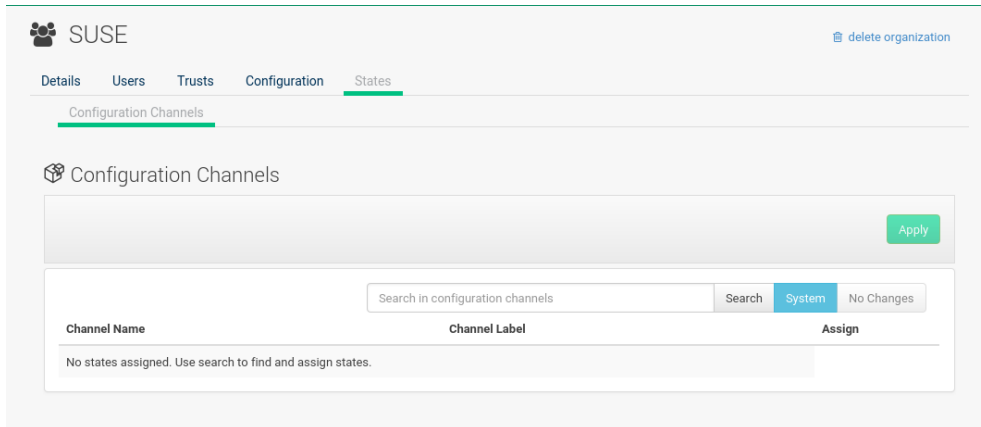 SUSE
delete organization
Details Users Trusts Configuration States
Configuration Channels
Configuration Channels
Apply
Search in configuration channels Search System No Changes
Channel Name Channel Label Assign
No states assigned. Use search to find and assign states.